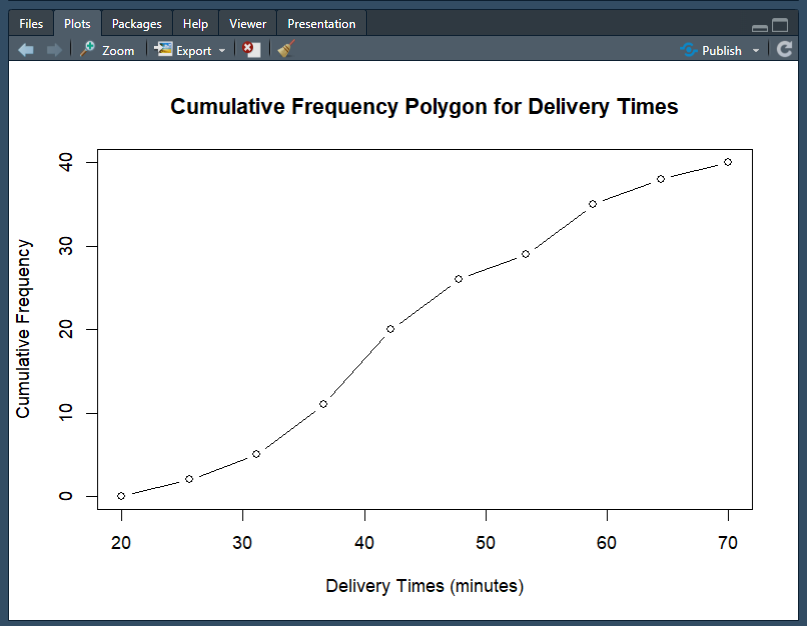 Files Plots Packages Help Viewer Presentation
Zoom Export Publish
Cumulative Frequency Polygon for Delivery Times
Cumulative Frequency
40
30
20
10
0
20 30 40 50 60 70
Delivery Times (minutes)